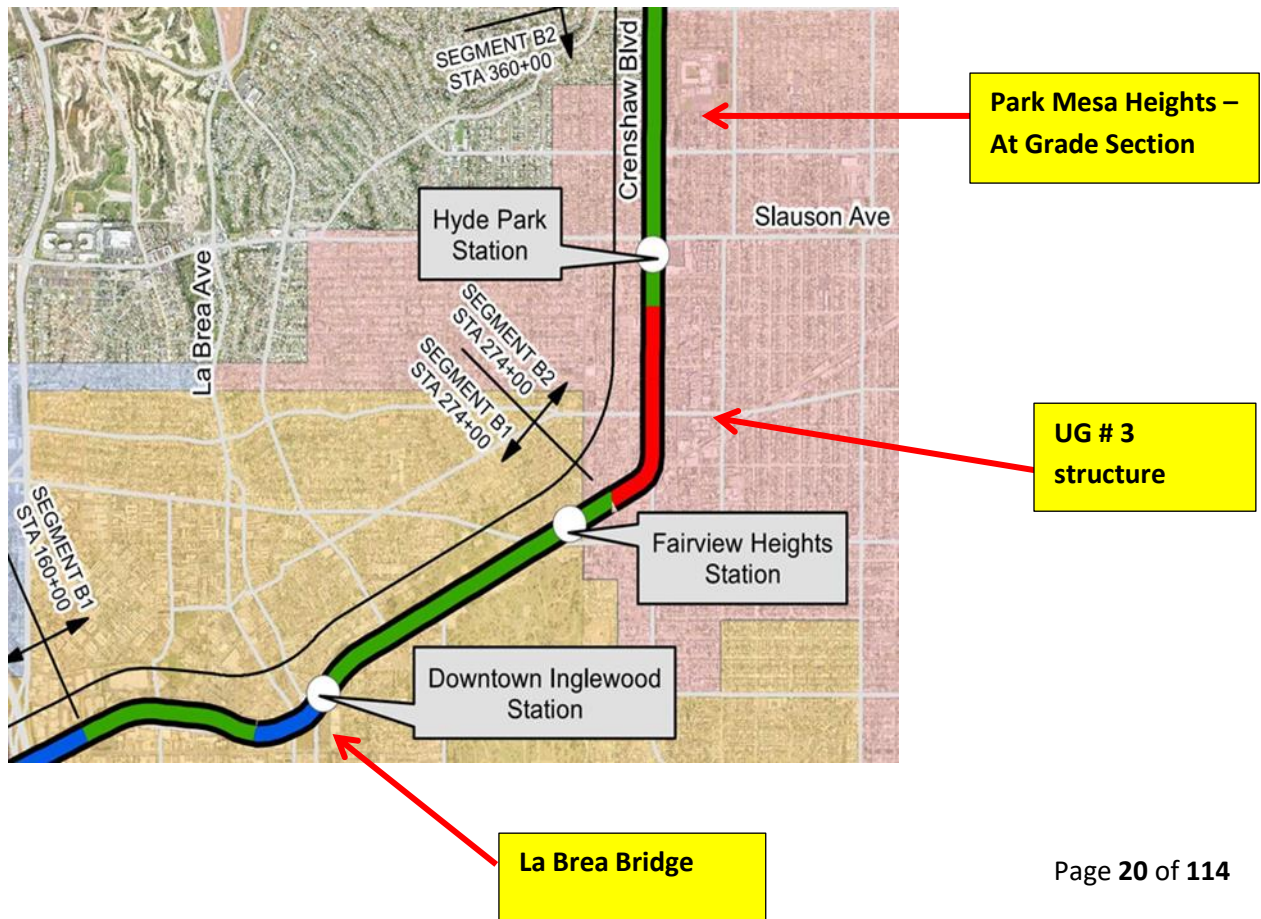 SEGMENT B2
STA 360+00
Crenshaw Blvd
Park Mesa Heights –
At Grade Section
Hyde Park
Station
Slauson Ave
La Brea Ave
SEGMENT B2
STA 274+00
SEGMENT B1
STA 274+00
UG # 3
structure
SEGMENT B1
STA 160+00
Fairview Heights
Station
Downtown Inglewood
Station
La Brea Bridge
Page 20 of 114